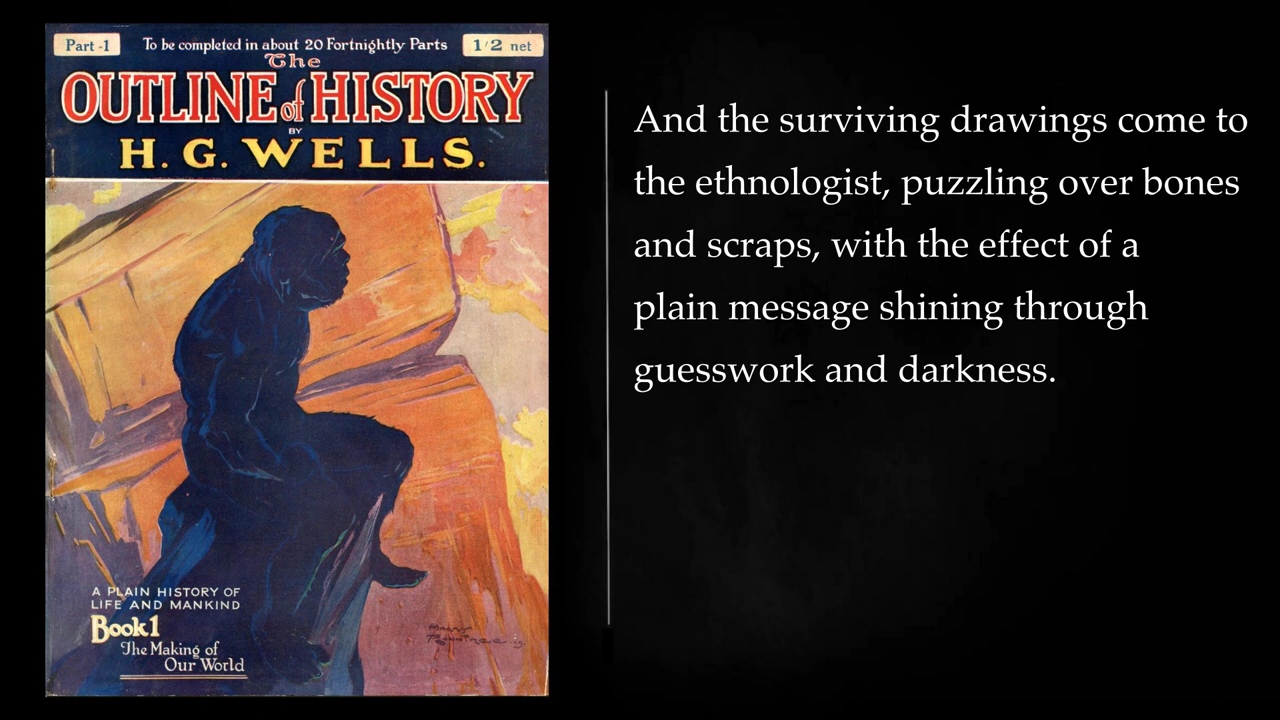 Part -1
To be completed in about 20 Fortnightly Parts
1/2 net
The
OUTLINE of HISTORY
BY
H. G. WELLS.
A PLAIN HISTORY OF
LIFE AND MANKIND
Book 1
The Making of
Our World
And the surviving drawings come to
the ethnologist, puzzling over bones
and scraps, with the effect of a
plain message shining through
guesswork and darkness.